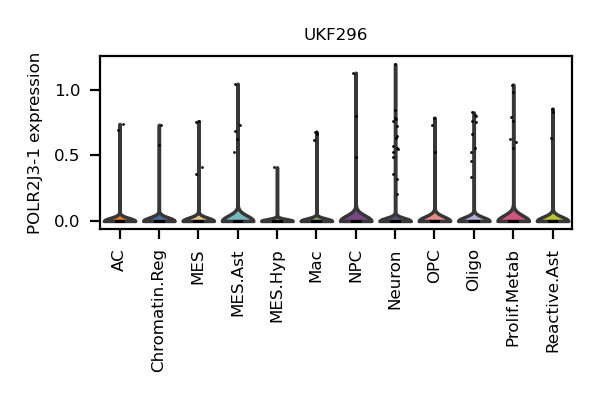 UKF296
POLR2J3-1 expression
1.0
0.5
0.0
AC
Chromatin.Reg
MES
MES.Ast
MES.Hyp
Mac
NPC
Neuron
OPC
Oligo
Prolif.Metab
Reactive.Ast